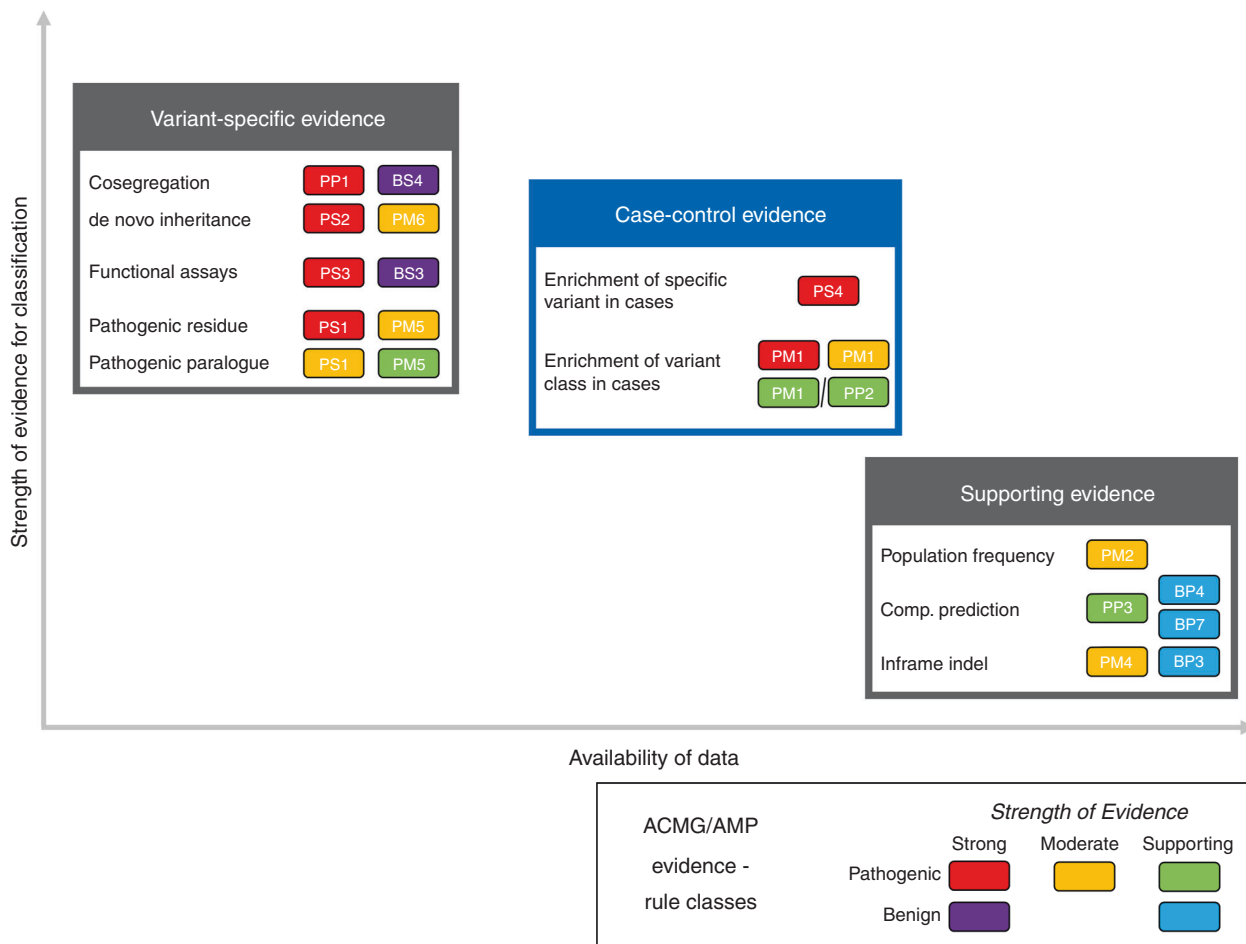 Strength of evidence for classification
Variant-specific evidence
Cosegregation PP1 BS4
de novo inheritance PS2 PM6
Functional assays PS3 BS3
Pathogenic residue PS1 PM5
Pathogenic paralogue PS1 PM5
Case-control evidence
Enrichment of specific
variant in cases
PS4
Enrichment of variant
class in cases
PM1 PM1
PM1 / PP2
Supporting evidence
Population frequency PM2
Comp. prediction PP3
BP4
BP7
Inframe indel PM4 BP3
Availability of data
ACMG/AMP
evidence -
rule classes
Strength of Evidence
Strong Moderate Supporting
Pathogenic
Benign